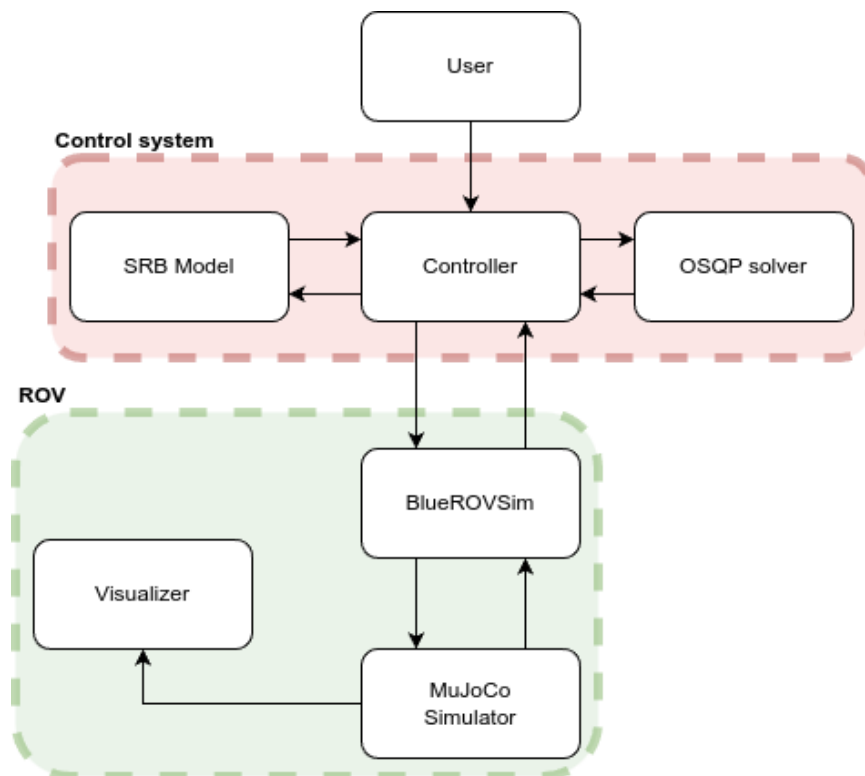 User
Control system
SRB Model
Controller
OSQP solver
ROV
BlueROVSim
Visualizer
MuJoCo
Simulator